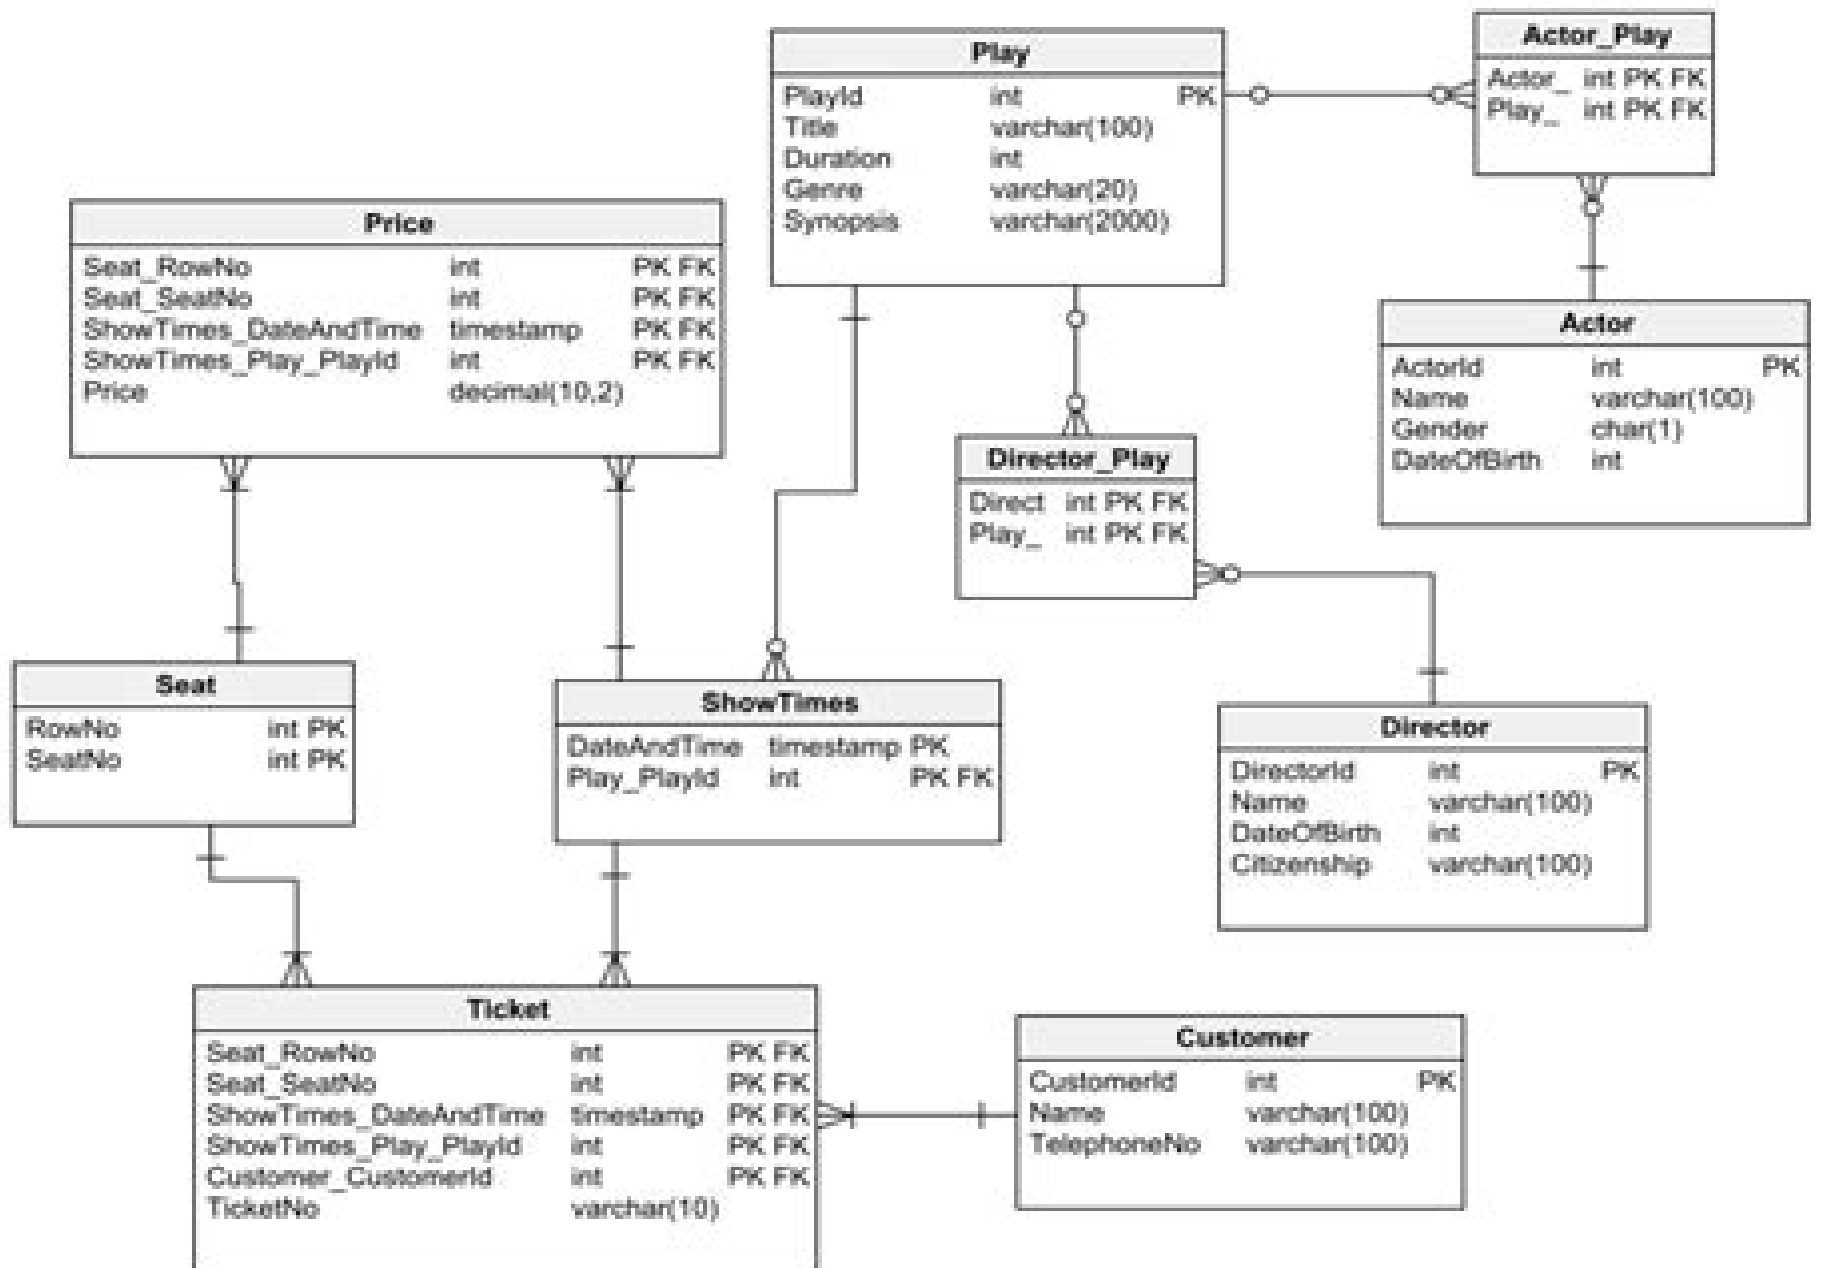 Play
PlayId int PK
Title varchar(100)
Duration int
Genre varchar(20)
Synopsis varchar(2000)
Actor_Play
Actor_ int PK FK
Play_ int PK FK
Price
Seat_RowNo int PK FK
Seat_SeatNo int PK FK
ShowTimes_DateAndTime timestamp PK FK
ShowTimes_Play_PlayId int PK FK
Price decimal(10,2)
Actor
ActorId int PK
Name varchar(100)
Gender char(1)
DateOfBirth int
Director_Play
Direct int PK FK
Play_ int PK FK
Seat
RowNo int PK
SeatNo int PK
ShowTimes
DateAndTime timestamp PK
Play_PlayId int PK FK
Director
DirectorId int PK
Name varchar(100)
DateOfBirth int
Citizenship varchar(100)
Ticket
Seat_RowNo int PK FK
Seat_SeatNo int PK FK
ShowTimes_DateAndTime timestamp PK FK
ShowTimes_Play_PlayId int PK FK
Customer_CustomerId int PK FK
TicketNo varchar(10)
Customer
CustomerId int PK
Name varchar(100)
TelephoneNo varchar(100)